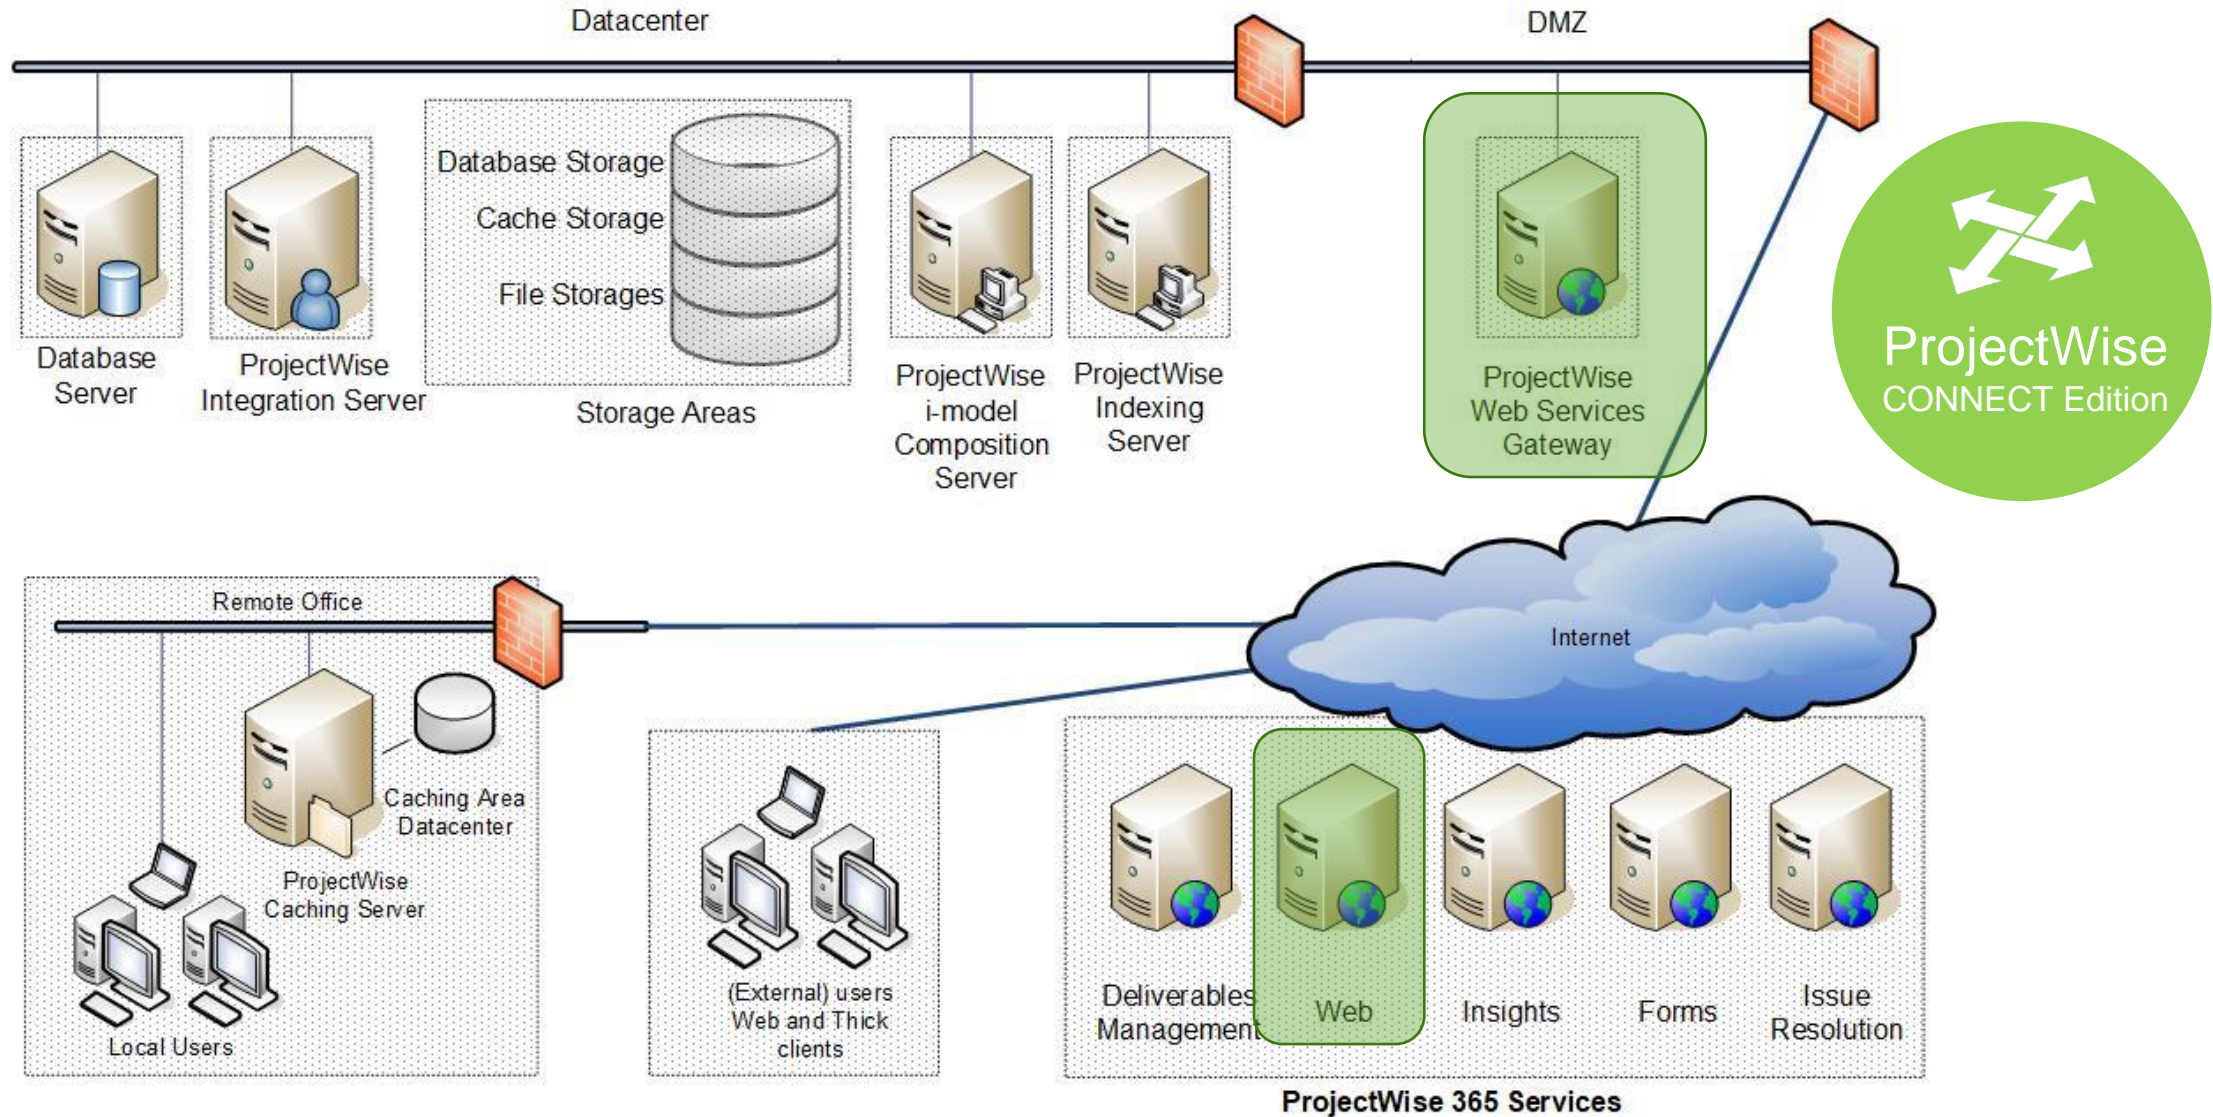 Datacenter
DMZ
Database Storage
Cache Storage
File Storages
Database
Server
ProjectWise
Integration Server
Storage Areas
ProjectWise
i-model
Composition
Server
ProjectWise
Indexing
Server
ProjectWise
Web Services
Gateway
ProjectWise
CONNECT Edition
Remote Office
Internet
Caching Area
Datacenter
ProjectWise
Caching Server
Local Users
(External) users
Web and Thick
clients
Deliverables
Management
Web
Insights
Forms
Issue
Resolution
ProjectWise 365 Services